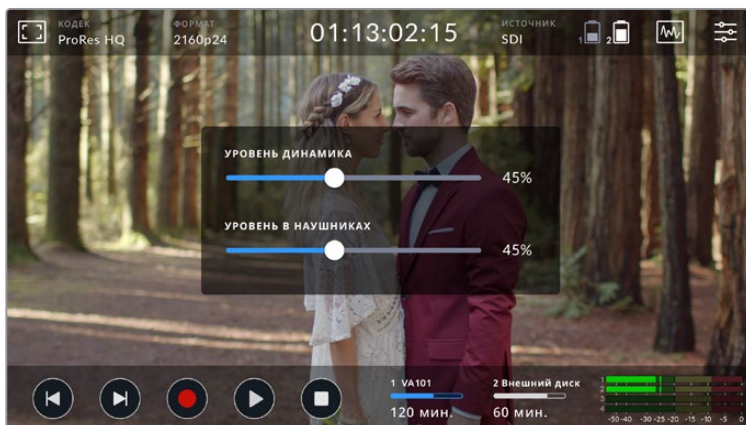 КОДЕК
ProRes HQ
ФОРМАТ
2160p24
01:13:02:15
ИСТОЧНИК
SDI
1
2
УРОВЕНЬ ДИНАМИКА
45%
УРОВЕНЬ В НАУШНИКАХ
45%
1 VA101
120 мин.
2 Внешний диск
60 мин.
1
2
3
4
-50 -40 -30 -25 -20 -15 -10 -5 0